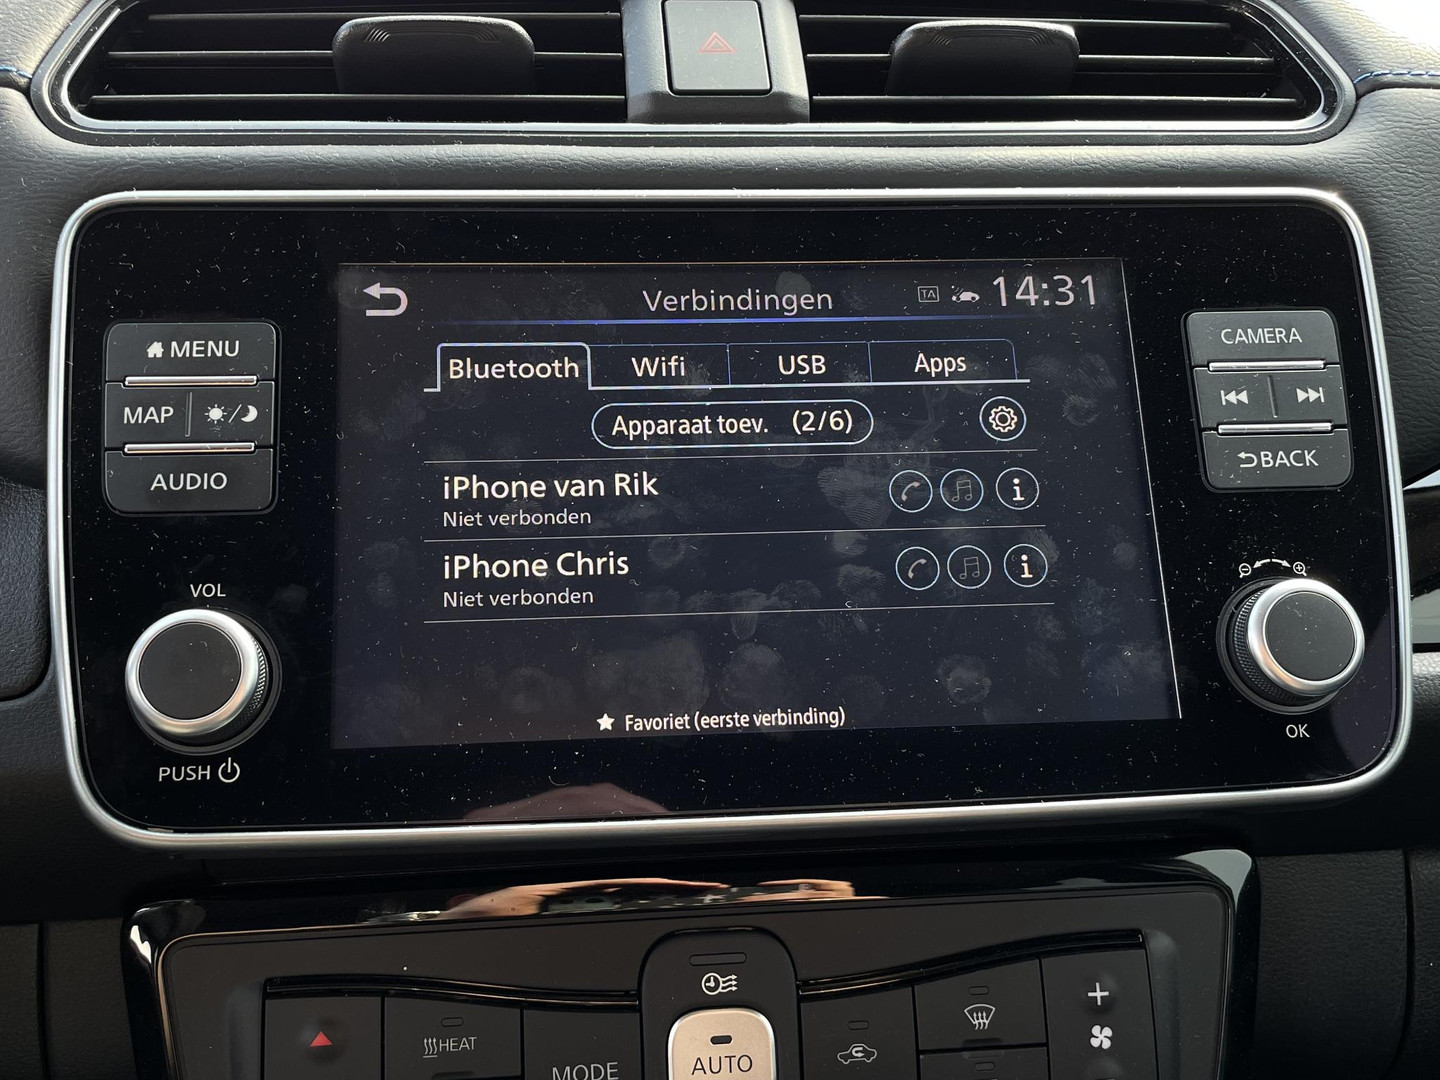 Verbindingen
TA
14:31
MENU
MAP
AUDIO
VOL
PUSH
Bluetooth
Wifi
USB
Apps
Apparaat toev. (2/6)
iPhone van Rik
Niet verbonden
iPhone Chris
Niet verbonden
Favoriet (eerste verbinding)
CAMERA
BACK
OK
HEAT
MODE
AUTO